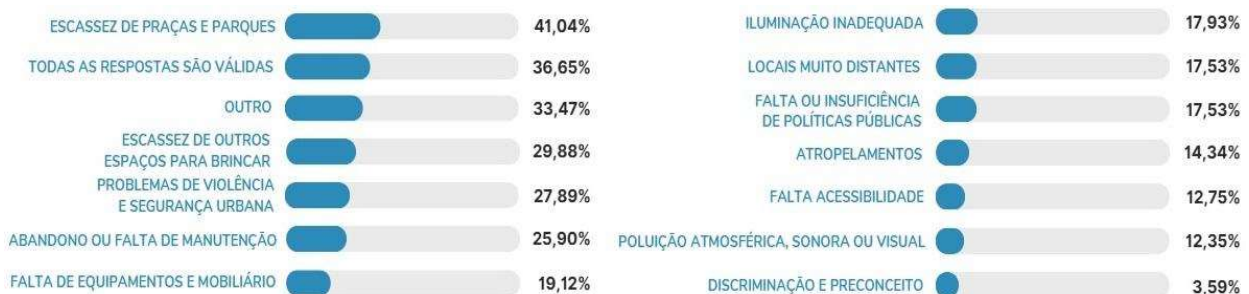 ESCASSEZ DE PRAÇAS E PARQUES 41,04%
TODAS AS RESPOSTAS SÃO VÁLIDAS 36,65%
OUTRO 33,47%
ESCASSEZ DE OUTROS
ESPAÇOS PARA BRINCAR 29,88%
PROBLEMAS DE VIOLÊNCIA
E SEGURANÇA URBANA 27,89%
ABANDONO OU FALTA DE MANUTENÇÃO 25,90%
FALTA DE EQUIPAMENTOS E MOBILIÁRIO 19,12%
ILUMINAÇÃO INADEQUADA 17,93%
LOCAIS MUITO DISTANTES 17,53%
FALTA OU INSUFICIÊNCIA
DE POLÍTICAS PÚBLICAS 17,53%
ATROPELAMENTOS 14,34%
FALTA ACESSIBILIDADE 12,75%
POLUIÇÃO ATMOSFÉRICA, SONORA OU VISUAL 12,35%
DISCRIMINAÇÃO E PRECONCEITO 3,59%